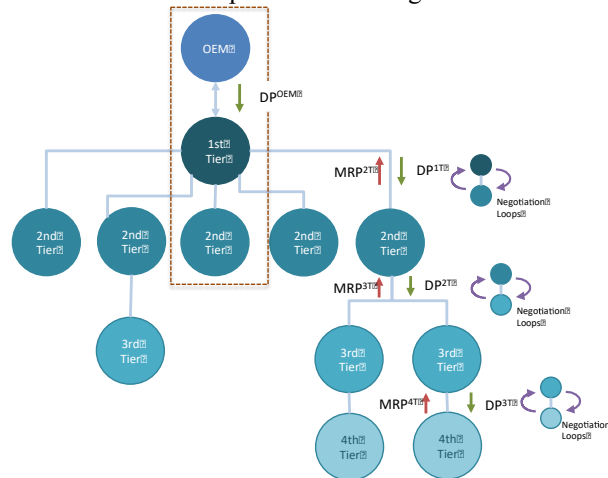 OEM
DP^OEM
1st
Tier
MRP^2T
DP^1T
Negotiation
Loops
2nd
Tier
2nd
Tier
2nd
Tier
2nd
Tier
2nd
Tier
MRP^3T
DP^2T
Negotiation
Loops
3rd
Tier
3rd
Tier
3rd
Tier
MRP^4T
DP^3T
Negotiation
Loops
4th
Tier
4th
Tier